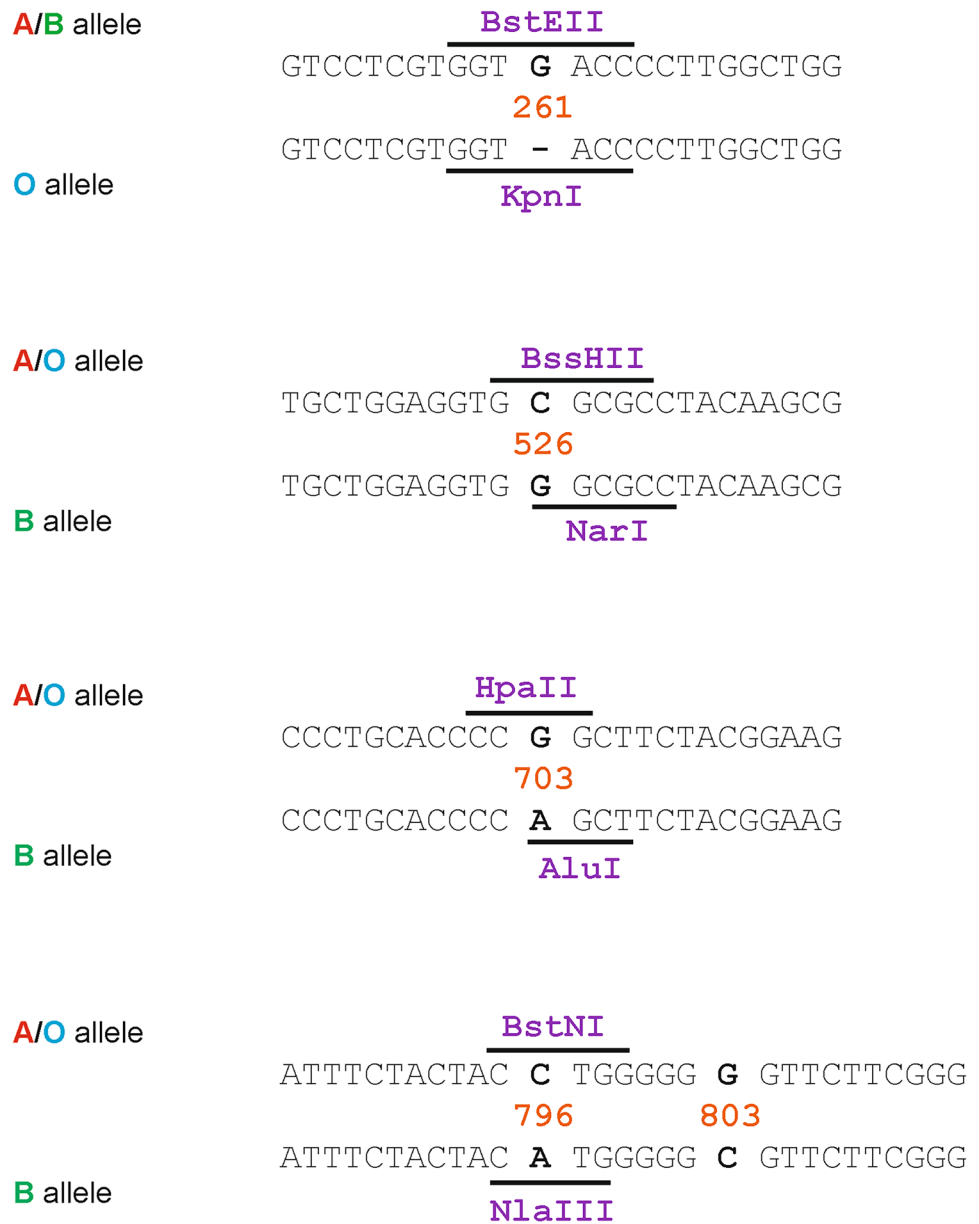 A/B allele
BstEII
GTCCTCGTGGT G ACCCCTTGGCTGG
261
GTCCTCGTGGT - ACCCCTTGGCTGG
O allele
KpnI
A/O allele
BssHII
TGCTGGAGGTG C GCGCCTACAAGCG
526
TGCTGGAGGTG G GCGCCTACAAGCG
B allele
NarI
A/O allele
HpaII
CCCTGCACCCC G GCTTCTACGGAAG
703
CCCTGCACCCC A GCTTCTACGGAAG
B allele
AluI
A/O allele
BstNI
ATTTCTACTAC C TGGGGG G GTTCTTCGGG
796 803
ATTTCTACTAC A TGGGGG C GTTCTTCGGG
B allele
NlaIII